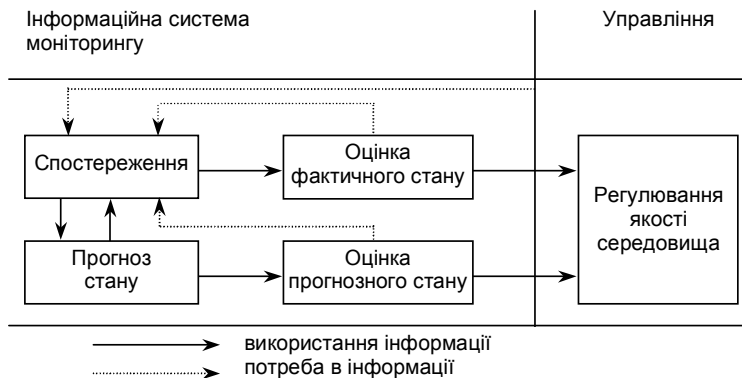 Інформаційна система
моніторингу
Управління
Спостереження
Оцінка
фактичного стану
Регулювання
якості
середовища
Прогноз
стану
Оцінка
прогнозного стану
використання інформації
потреба в інформації